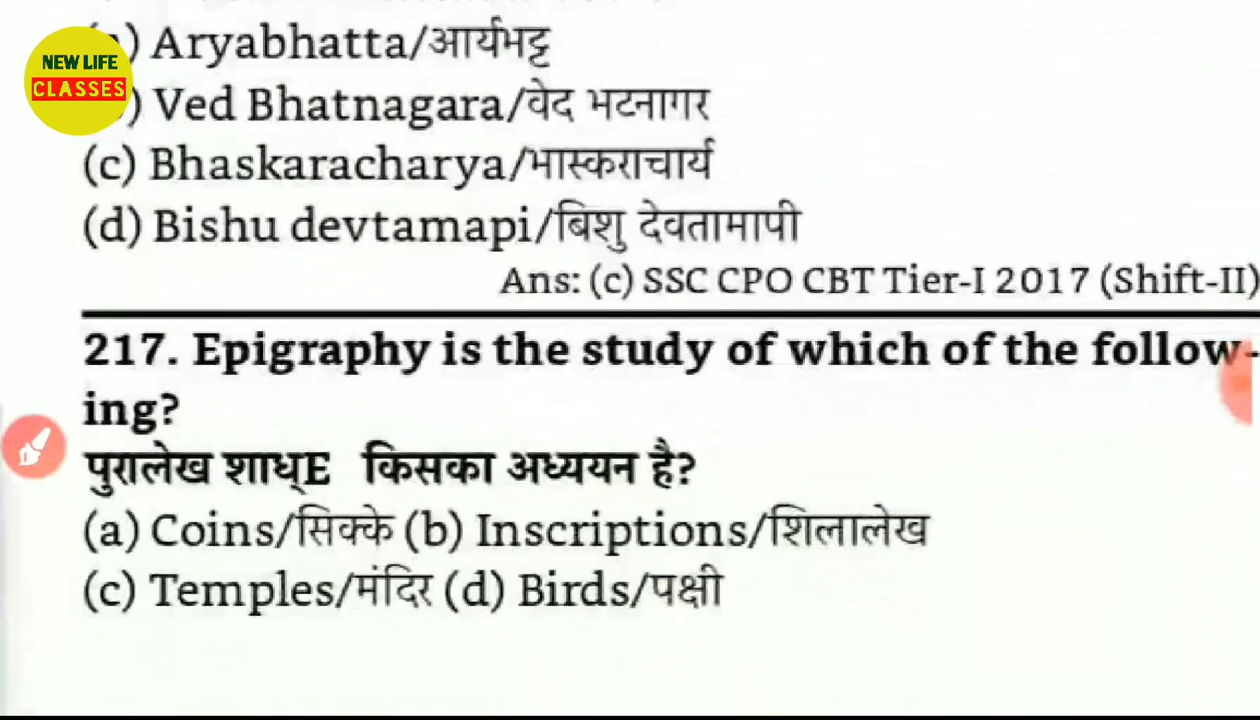 (a) Aryabhatta/आर्यभट्ट
NEW LIFE
CLASSES
) Ved Bhatnagara/वेद भटनागर
(c) Bhaskaracharya/भास्कराचार्य
(d) Bishu devtamapi/बिशु देवतामापी
Ans: (c) SSC CPO CBT Tier-I 2017 (Shift-II)
217. Epigraphy is the study of which of the follow-
ing?
पुरालेख शाध्E किसका अध्ययन है?
(a) Coins/सिक्के (b) Inscriptions/शिलालेख
(c) Temples/मंदिर (d) Birds/पक्षी